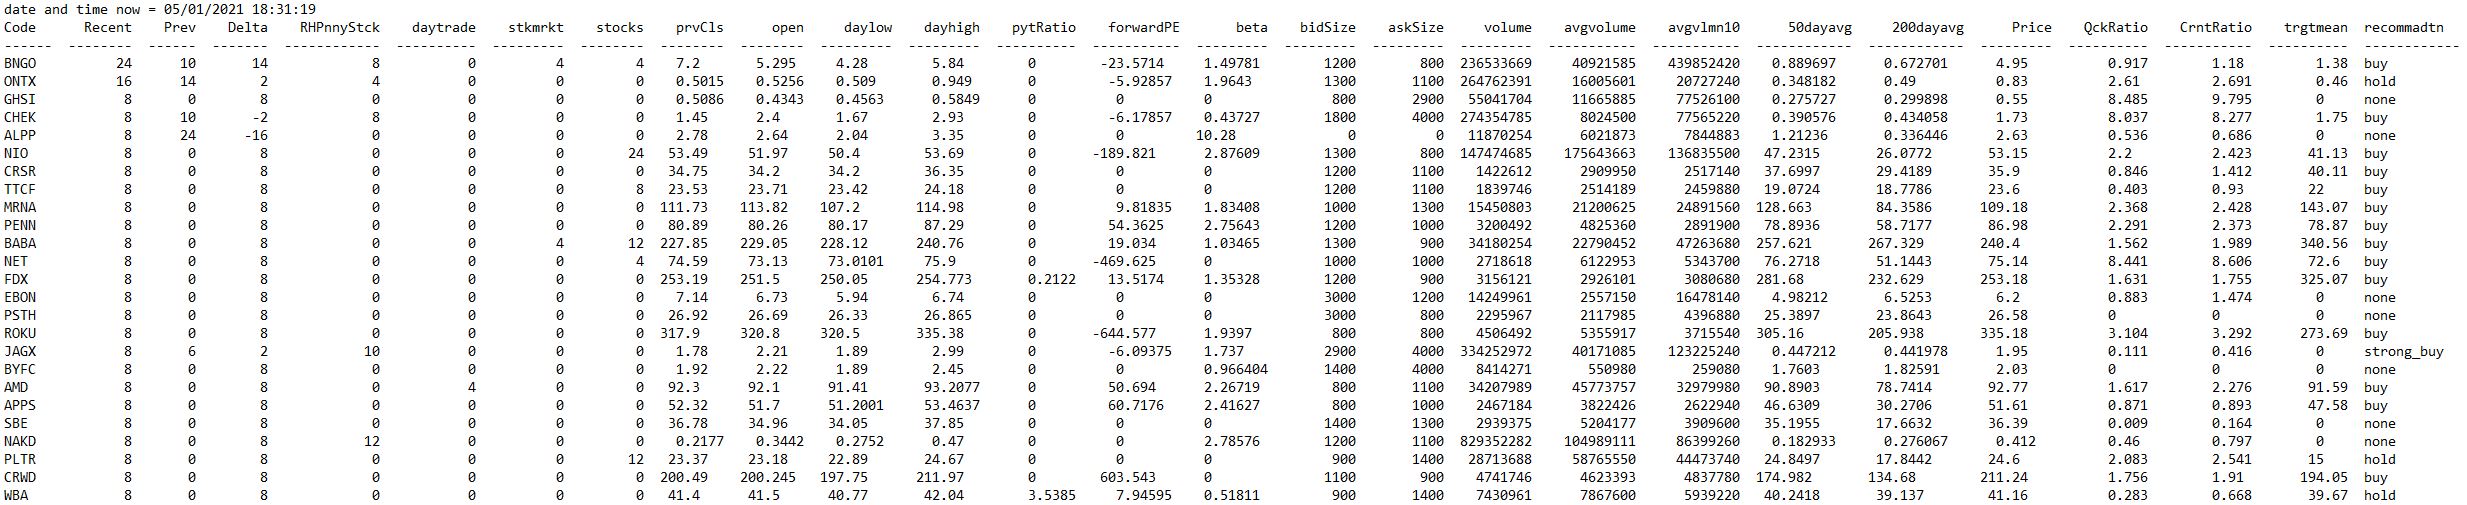 date and time now = 05/01/2021 18:31:19
Code Recent Prev Delta RHPnnyStck daytrade stkmrkt stocks prvCls open daylow dayhigh pytRatio forwardPE beta bidSize askSize volume avgvolume avgvlmn10 50dayavg 200dayavg Price QckRatio CrntRatio trgtmean recommadtn
------ -------- ------ ------- ------------ ---------- --------- -------- -------- -------- -------- --------- ---------- ----------- --------- --------- --------- --------- ----------- ----------- ---------- ----------- --------- ---------- ----------- ---------- ------------
BNGO 24 10 14 8 0 4 4 7.2 5.295 4.28 5.84 0 -23.5714 1.49781 1200 800 236533669 40921585 439852420 0.889697 0.672701 4.95 0.917 1.18 1.38 buy
ONTX 16 14 2 4 0 0 0 0.5015 0.5256 0.509 0.949 0 -5.92857 1.9643 1300 1100 264762391 16005601 20727240 0.348182 0.49 0.83 2.61 2.691 0.46 hold
GHSI 8 0 8 0 0 0 0 0.5086 0.4343 0.4563 0.5849 0 0 0 800 2900 55041704 11665885 77526100 0.275727 0.299898 0.55 8.485 9.795 0 none
CHEK 8 10 -2 8 0 0 0 1.45 2.4 1.67 2.93 0 -6.17857 0.43727 1800 4000 274354785 8024500 77565220 0.390576 0.434058 1.73 8.037 8.277 1.75 buy
ALPP 8 24 -16 0 0 0 0 2.78 2.64 2.04 3.35 0 0 10.28 0 0 11870254 6021873 7844883 1.21236 0.336446 2.63 0.536 0.686 0 none
NIO 8 0 8 0 0 0 24 53.49 51.97 50.4 53.69 0 -189.821 2.87609 1300 800 147474685 175643663 136835500 47.2315 26.0772 53.15 2.2 2.423 41.13 buy
CRSR 8 0 8 0 0 0 0 34.75 34.2 34.2 36.35 0 0 0 1200 1100 1422612 2909950 2517140 37.6997 29.4189 35.9 0.846 1.412 40.11 buy
TTCF 8 0 8 0 0 0 8 23.53 23.71 23.42 24.18 0 0 0 1200 1100 1839746 2514189 2459880 19.0724 18.7786 23.6 0.403 0.93 22 buy
MRNA 8 0 8 0 0 0 0 111.73 113.82 107.2 114.98 0 9.81835 1.83408 1000 1300 15450803 21200625 24891560 128.663 84.3586 109.18 2.368 2.428 143.07 buy
PENN 8 0 8 0 0 0 0 80.89 80.26 80.17 87.29 0 54.3625 2.75643 1200 1000 3200492 4825360 2891900 78.8936 58.7177 86.98 2.291 2.373 78.87 buy
BABA 8 0 8 0 0 4 12 227.85 229.05 228.12 240.76 0 19.034 1.03465 1300 900 34180254 22790452 47263680 257.621 267.329 240.4 1.562 1.989 340.56 buy
NET 8 0 8 0 0 0 4 74.59 73.13 73.0101 75.9 0 -469.625 0 1000 1000 2718618 6122953 5343700 76.2718 51.1443 75.14 8.441 8.606 72.6 buy
FDX 8 0 8 0 0 0 0 253.19 251.5 250.05 254.773 0.2122 13.5174 1.35328 1200 900 3156121 2926101 3080680 281.68 232.629 253.18 1.631 1.755 325.07 buy
EBON 8 0 8 0 0 0 0 7.14 6.73 5.94 6.74 0 0 0 3000 1200 14249961 2557150 16478140 4.98212 6.5253 6.2 0.883 1.474 0 none
PSTH 8 0 8 0 0 0 0 26.92 26.69 26.33 26.865 0 0 0 3000 800 2295967 2117985 4396880 25.3897 23.8643 26.58 0 0 0 none
ROKU 8 0 8 0 0 0 0 317.9 320.8 320.5 335.38 0 -644.577 1.9397 800 800 4506492 5355917 3715540 305.16 205.938 335.18 3.104 3.292 273.69 buy
JAGX 8 6 2 10 0 0 0 1.78 2.21 1.89 2.99 0 -6.09375 1.737 2900 4000 334252972 40171085 123225240 0.447212 0.441978 1.95 0.111 0.416 0 strong_buy
BYFC 8 0 8 0 0 0 0 1.92 2.22 1.89 2.45 0 0 0.966404 1400 4000 8414271 550980 259080 1.7603 1.82591 2.03 0 0 0 none
AMD 8 0 8 0 4 0 0 92.3 92.1 91.41 93.2077 0 50.694 2.26719 800 1100 34207989 45773757 32979980 90.8903 78.7414 92.77 1.617 2.276 91.59 buy
APPS 8 0 8 0 0 0 0 52.32 51.7 51.2001 53.4637 0 60.7176 2.41627 800 1000 2467184 3822426 2622940 46.6309 30.2706 51.61 0.871 0.893 47.58 buy
SBE 8 0 8 0 0 0 0 36.78 34.96 34.05 37.85 0 0 0 1400 1300 2939375 5204177 3909600 35.1955 17.6632 36.39 0.009 0.164 0 none
NAKD 8 0 8 12 0 0 0 0.2177 0.3442 0.2752 0.47 0 0 2.78576 1200 1100 829352282 104989111 86399260 0.182933 0.276067 0.412 0.46 0.797 0 none
PLTR 8 0 8 0 0 0 12 23.37 23.18 22.89 24.67 0 0 0 900 1400 28713688 58765550 44473740 24.8497 17.8442 24.6 2.083 2.541 15 hold
CRWD 8 0 8 0 0 0 0 200.49 200.245 197.75 211.97 0 603.543 0 1100 900 4741746 4623393 4837780 174.982 134.68 211.24 1.756 1.91 194.05 buy
WBA 8 0 8 0 0 0 0 41.4 41.5 40.77 42.04 3.5385 7.94595 0.51811 900 1400 7430961 7867600 5939220 40.2418 39.137 41.16 0.283 0.668 39.67 hold